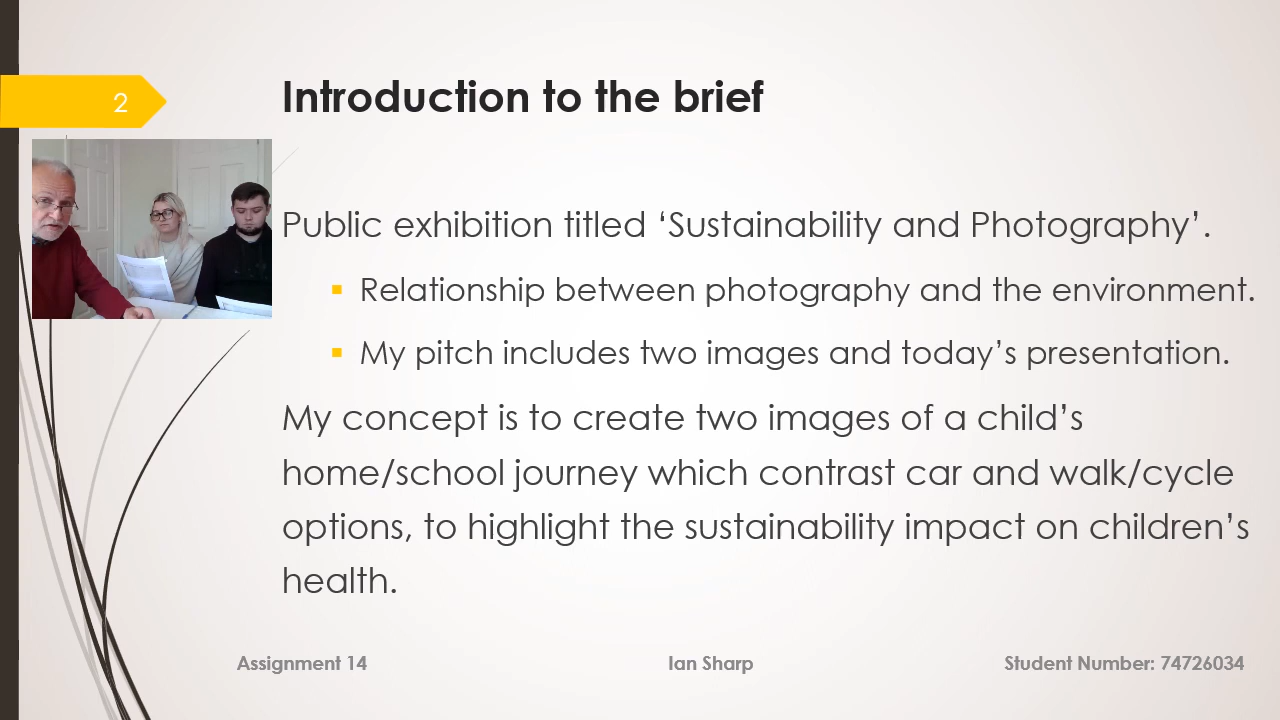 2
Introduction to the brief
Public exhibition titled ‘Sustainability and Photography’.
Relationship between photography and the environment.
My pitch includes two images and today’s presentation.
My concept is to create two images of a child’s
home/school journey which contrast car and walk/cycle
options, to highlight the sustainability impact on children’s
health.
Assignment 14
Ian Sharp
Student Number: 74726034